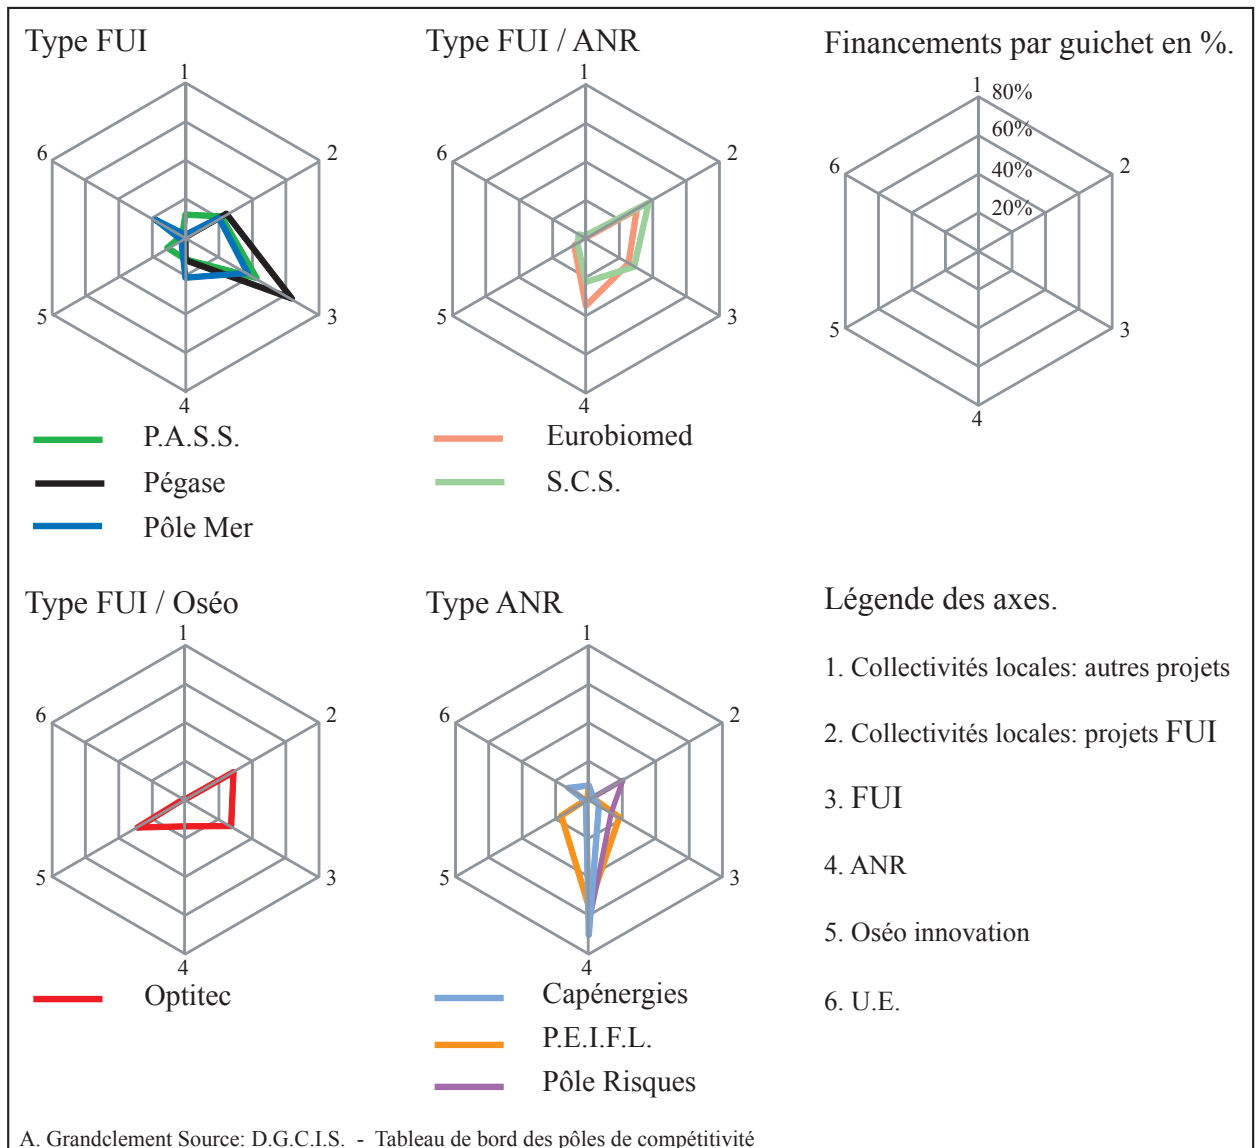 Type FUI
1
2
3
4
5
6
P.A.S.S.
Pégase
Pôle Mer
Type FUI / ANR
1
2
3
4
5
6
Eurobiomed
S.C.S.
Financements par guichet en %.
1
80%
60%
40%
20%
2
3
4
5
6
Type FUI / Oséo
1
2
3
4
5
6
Optitec
Type ANR
1
2
3
4
5
6
Capénergies
P.E.I.F.L.
Pôle Risques
Légende des axes.
1. Collectivités locales: autres projets
2. Collectivités locales: projets FUI
3. FUI
4. ANR
5. Oséo innovation
6. U.E.
A. Grandclement Source: D.G.C.I.S. - Tableau de bord des pôles de compétitivité